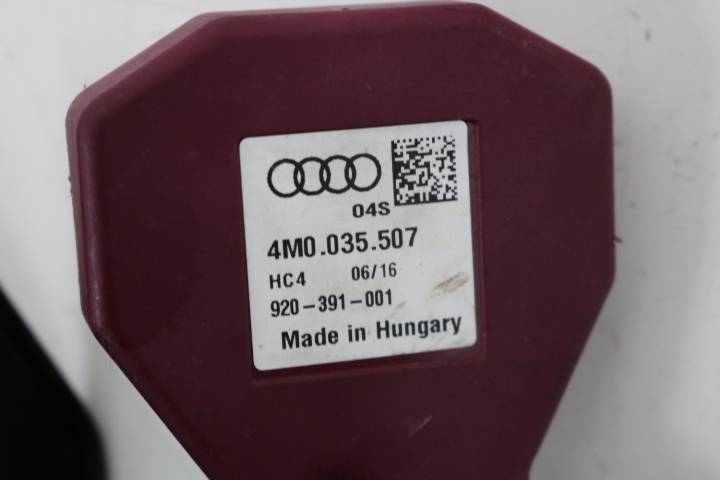 04S
4M0.035.507
HC4 06/16
920-391-001
Made in Hungary